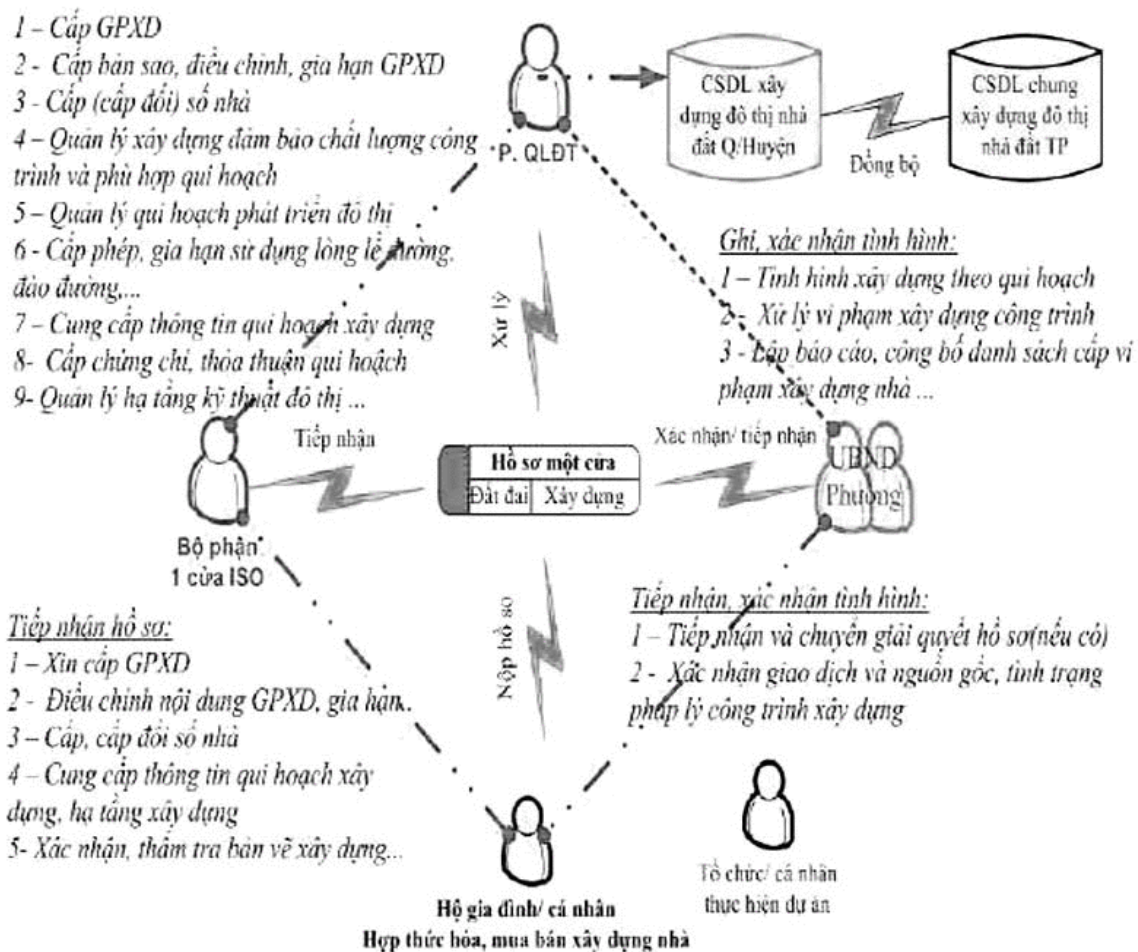 1 – Cấp GPXD
2 - Cấp bản sao, điều chỉnh, gia hạn GPXD
3 - Cấp (cấp đổi) số nhà
4 – Quản lý xây dựng đảm bảo chất lượng công
trình và phù hợp qui hoạch
5 – Quản lý qui hoạch phát triển đô thị
6 - Cấp phép, gia hạn sử dụng lòng lề đường,
đào đường,...
7 – Cung cấp thông tin qui hoạch xây dựng
8- Cấp chứng chỉ, thỏa thuận qui hoạch
9- Quản lý hạ tầng kỹ thuật đô thị ...
P. QLĐT
CSDL xây
dựng đô thị nhà
đất Q/Huyện
Đồng bộ
CSDL chung
xây dựng đô thị
nhà đất TP
Ghi, xác nhận tình hình:
1 – Tình hình xây dựng theo qui hoạch
2 - Xử lý vi phạm xây dựng công trình
3 - Lập báo cáo, công bố danh sách cấp vi
phạm xây dựng nhà ...
Xử lý
Tiếp nhận
Hồ sơ một cửa
Đất đai
Xây dựng
Xác nhận/ tiếp nhận
UBND
Phường
Bộ phận
1 cửa ISO
Nộp hồ sơ
Tiếp nhận hồ sơ:
1 – Xin cấp GPXD
2 - Điều chỉnh nội dung GPXD, gia hạn..
3 – Cấp, cấp đổi số nhà
4 – Cung cấp thông tin qui hoạch xây
dựng, hạ tầng xây dựng
5- Xác nhận, thẩm tra bản vẽ xây dựng...
Tiếp nhận, xác nhận tình hình:
1 – Tiếp nhận và chuyển giải quyết hồ sơ(nếu có)
2 - Xác nhận giao dịch và nguồn gốc, tình trạng
pháp lý công trình xây dựng
Hộ gia đình/ cá nhân
Hợp thức hóa, mua bán xây dựng nhà
Tổ chức/ cá nhân
thực hiện dự án